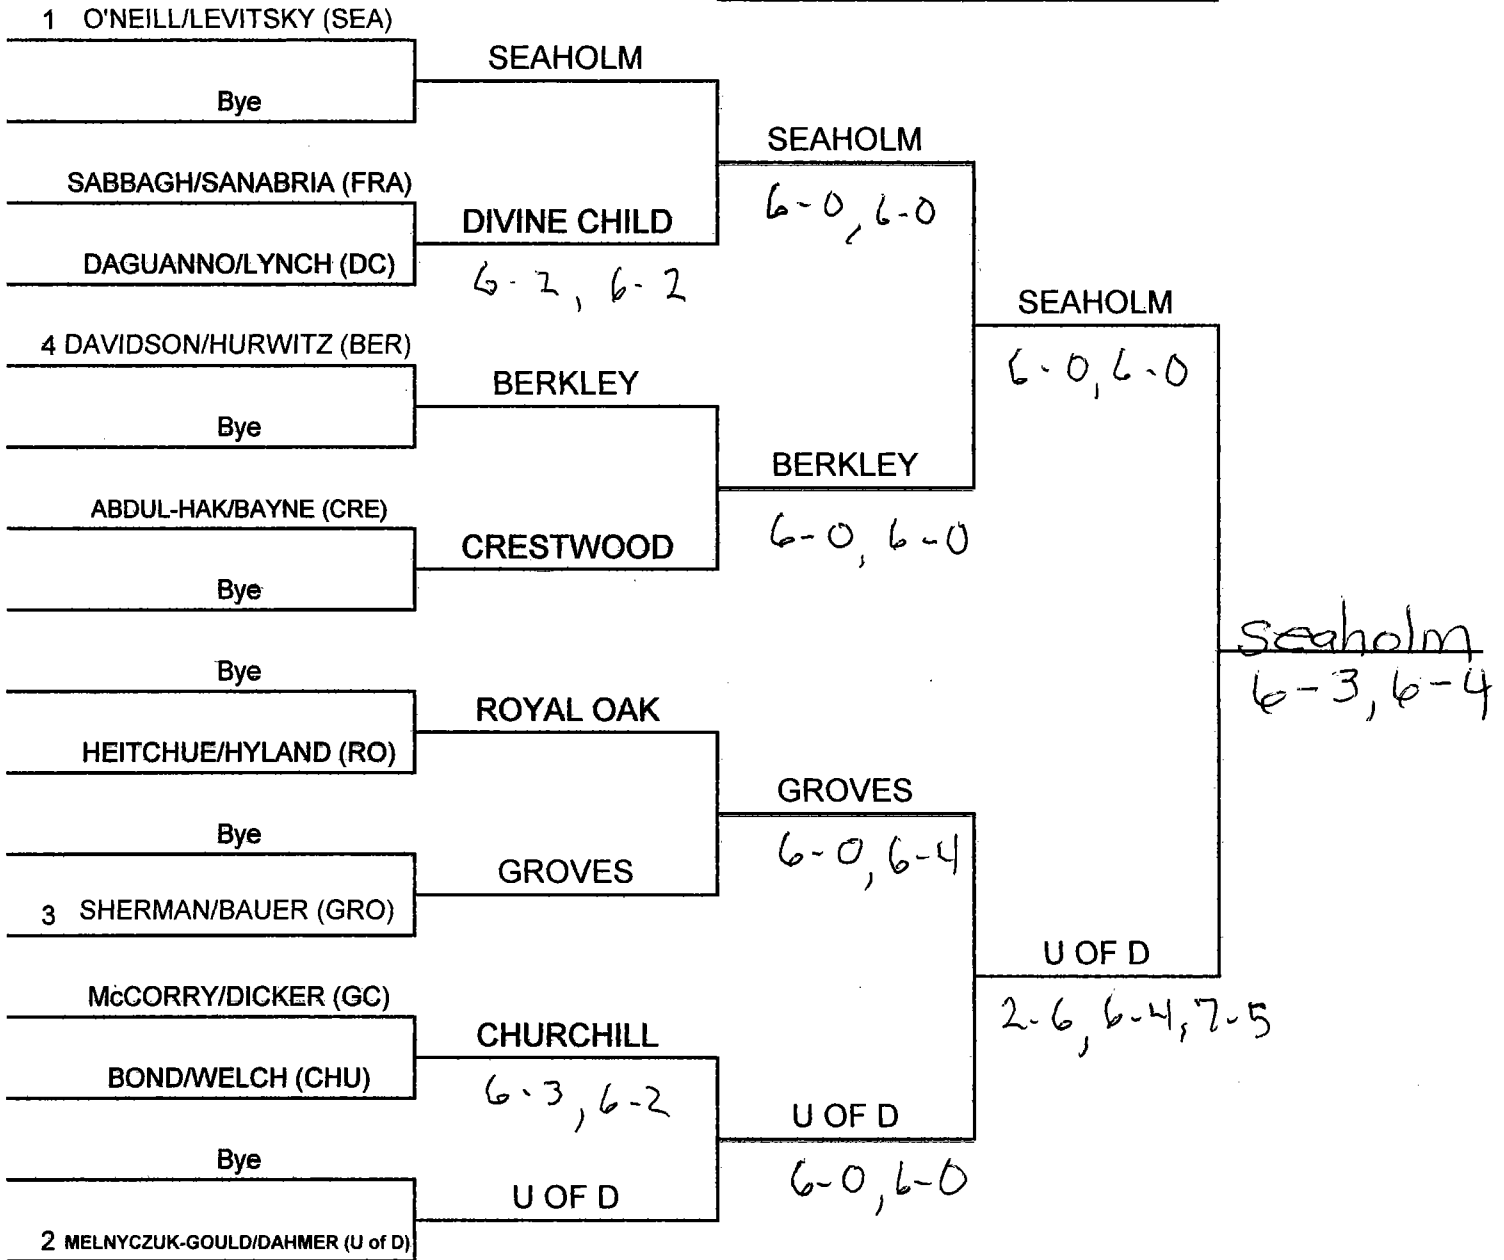 1 O'NEILL/LEVITSKY (SEA)
Bye
SABBAGH/SANABRIA (FRA)
DAGUANNO/LYNCH (DC)
4 DAVIDSON/HURWITZ (BER)
Bye
ABDUL-HAK/BAYNE (CRE)
Bye
Bye
HEITCHUE/HYLAND (RO)
Bye
3 SHERMAN/BAUER (GRO)
McCORRY/DICKER (GC)
BOND/WELCH (CHU)
Bye
2 MELNYCZUK-GOULD/DAHMER (U of D)
SEAHOLM
DIVINE CHILD
6-2, 6-2
BERKLEY
CRESTWOOD
ROYAL OAK
GROVES
CHURCHILL
6-3, 6-2
U OF D
SEAHOLM
6-0, 6-0
BERKLEY
6-0, 6-0
GROVES
6-0, 6-4
U OF D
6-0, 6-0
SEAHOLM
6-0, 6-0
U OF D
2-6, 6-4, 7-5
Seaholm
6-3, 6-4